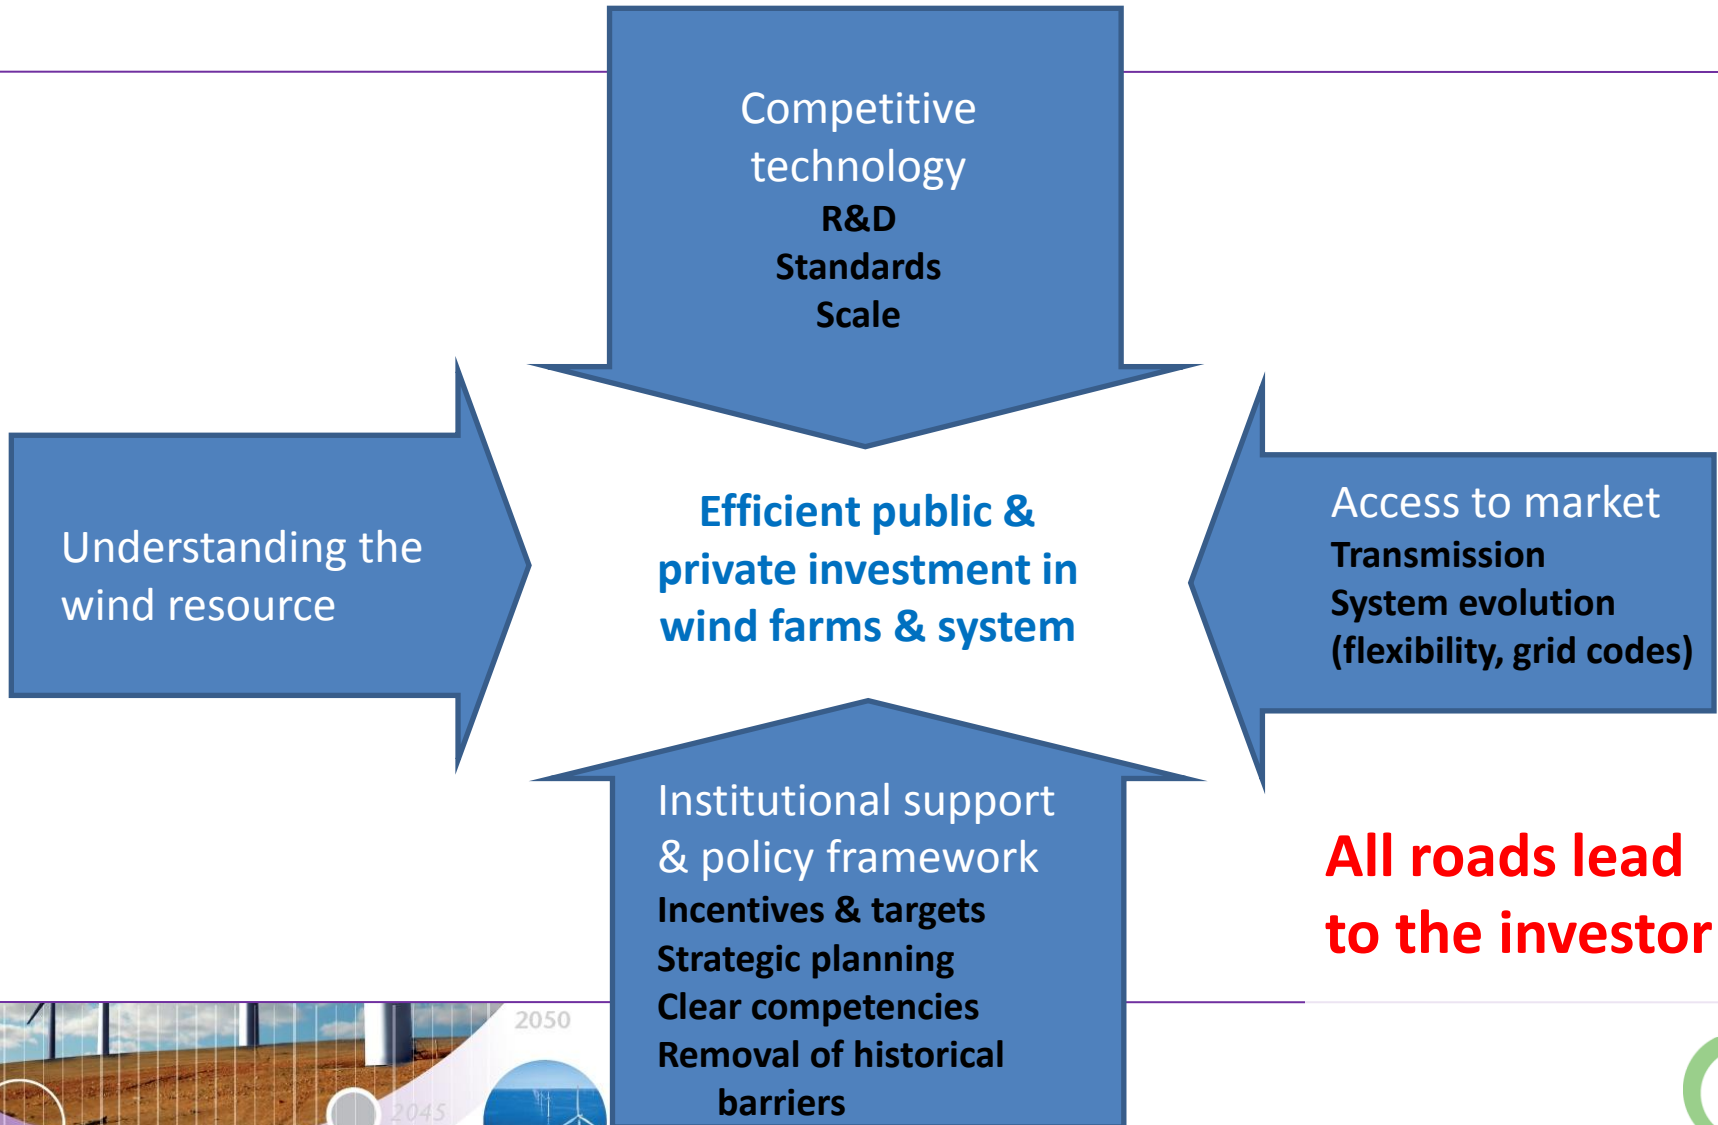 Competitive
technology
R&D
Standards
Scale
Understanding the
wind resource
Efficient public &
private investment in
wind farms & system
Access to market
Transmission
System evolution
(flexibility, grid codes)
Institutional support
& policy framework
Incentives & targets
Strategic planning
Clear competencies
Removal of historical
barriers
All roads lead
to the investor
2050
2045